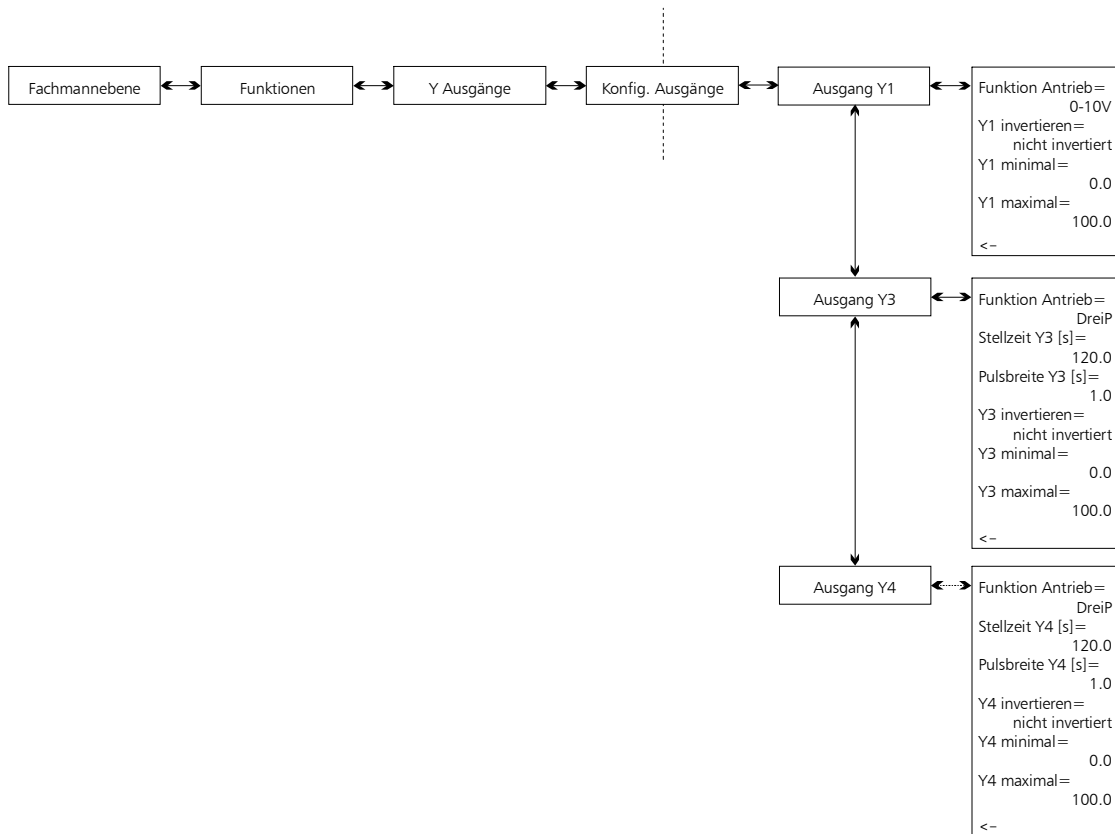 Fachmannebene
Funktionen
Y Ausgänge
Konfig. Ausgänge
Ausgang Y1
Funktion Antrieb=
0-10V
Y1 invertieren=
nicht invertiert
Y1 minimal=
0.0
Y1 maximal=
100.0
<-
Ausgang Y3
Funktion Antrieb=
DreiP
Stellzeit Y3 [s]=
120.0
Pulsbreite Y3 [s]=
1.0
Y3 invertieren=
nicht invertiert
Y3 minimal=
0.0
Y3 maximal=
100.0
<-
Ausgang Y4
Funktion Antrieb=
DreiP
Stellzeit Y4 [s]=
120.0
Pulsbreite Y4 [s]=
1.0
Y4 invertieren=
nicht invertiert
Y4 minimal=
0.0
Y4 maximal=
100.0
<-